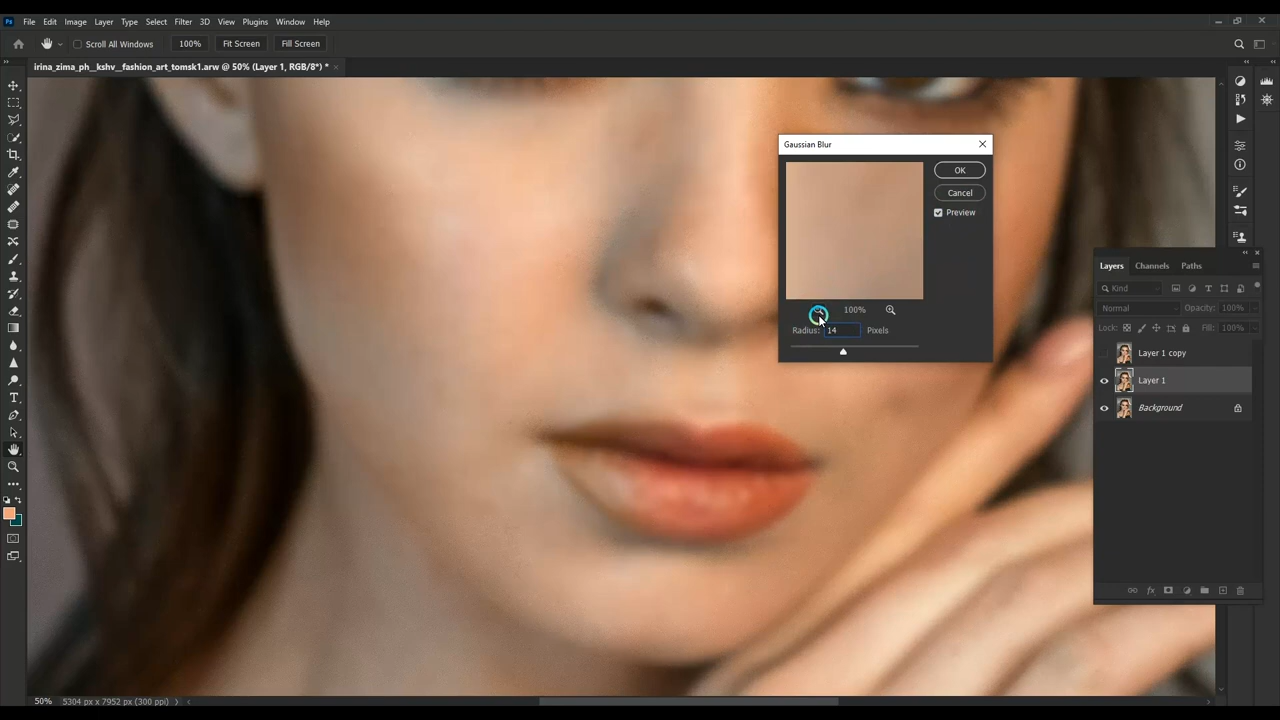 Ps File Edit Image Layer Type Select Filter 3D View Plugins Window Help
Scroll All Windows 100% Fit Screen Fill Screen
irina_zima_ph__kshv__fashion_art_tomsk1.arw @ 50% (Layer 1, RGB/8*) *
Gaussian Blur
OK
Cancel
Preview
100%
Radius: 14 Pixels
Layers Channels Paths
Kind
Normal Opacity: 100%
Lock: Fill: 100%
Layer 1 copy
Layer 1
Background
fx
50% 5304 px x 7952 px (300 ppi)